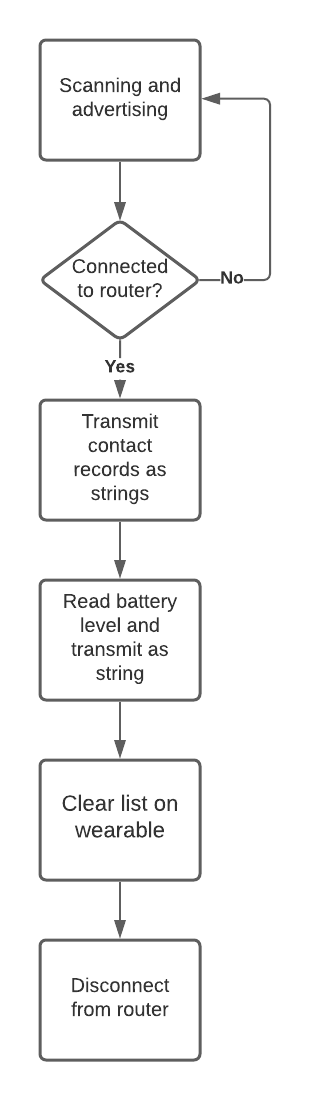 Scanning and
advertising
Connected
to router?
No
Yes
Transmit
contact
records as
strings
Read battery
level and
transmit as
string
Clear list on
wearable
Disconnect
from router